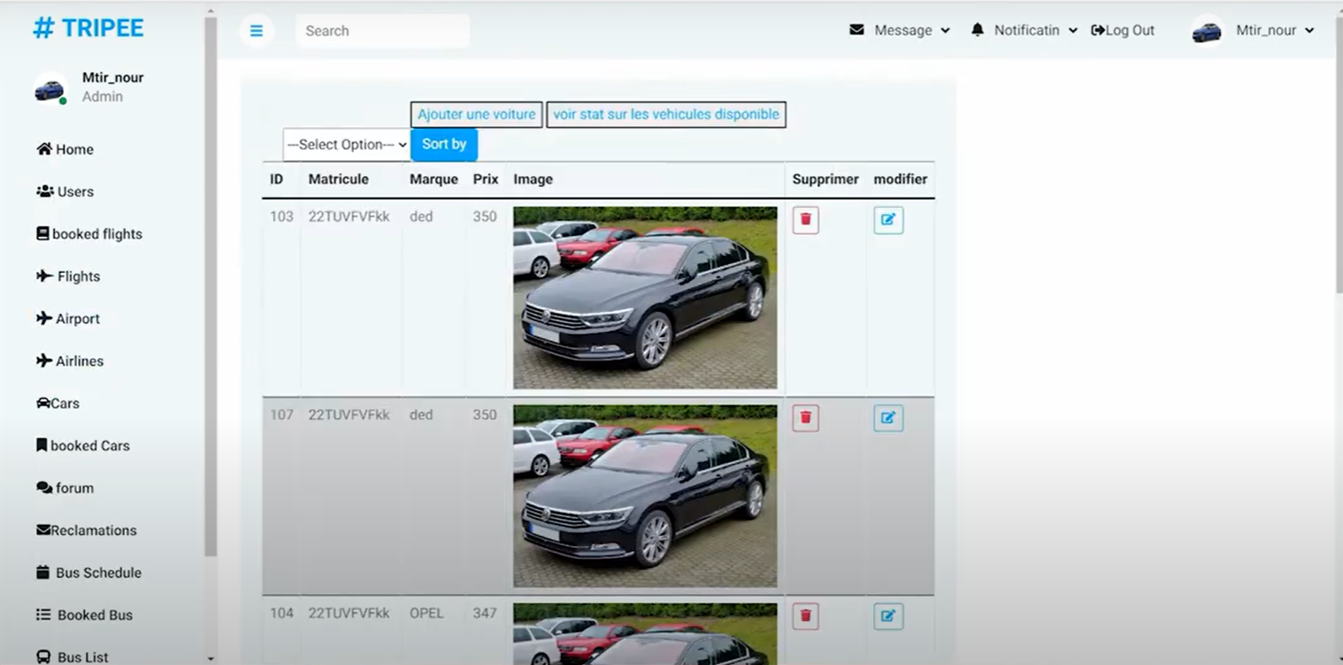 # TRIPEE
Mtir_nour
Admin
Home
Users
booked flights
Flights
Airport
Airlines
Cars
booked Cars
forum
Reclamations
Bus Schedule
Booked Bus
Bus List
Search
Message
Notificatin
Log Out
Mtir_nour
Ajouter une voiture
voir stat sur les vehicules disponible
---Select Option---
Sort by
ID Matricule Marque Prix Image Supprimer modifier
103 22TUVFVFkk ded 350
107 22TUVFVFkk ded 350
104 22TUVFVFkk OPEL 347